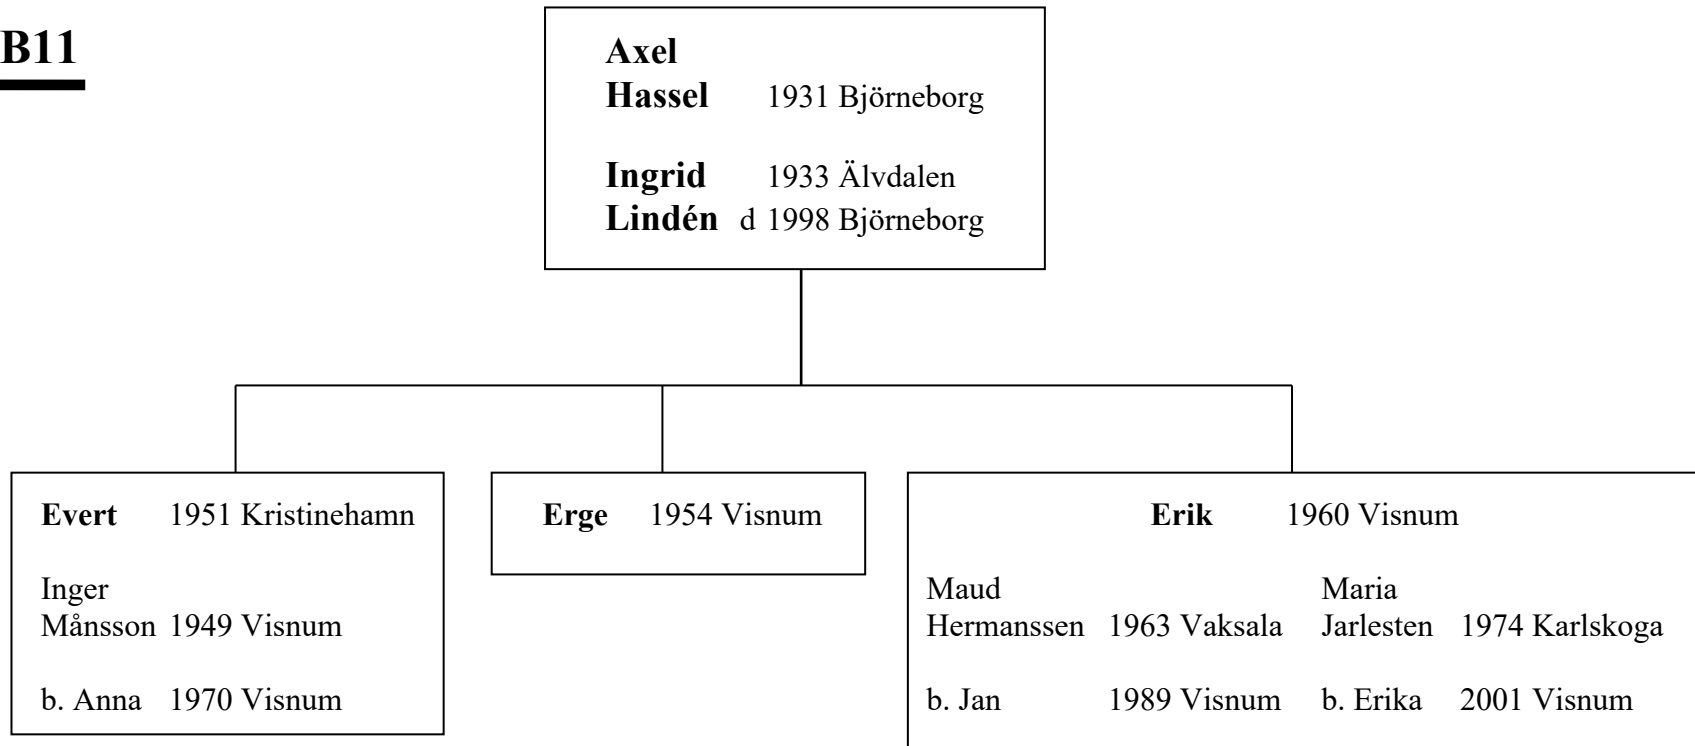 B11
Axel
Hassel 1931 Björneborg
Ingrid 1933 Älvdalen
Lindén d 1998 Björneborg
Evert 1951 Kristinehamn
Inger
Månsson 1949 Visnum
b. Anna 1970 Visnum
Erge 1954 Visnum
Erik 1960 Visnum
Maud
Hermanssen 1963 Vaksala
b. Jan 1989 Visnum
Maria
Jarlesten 1974 Karlskoga
b. Erika 2001 Visnum